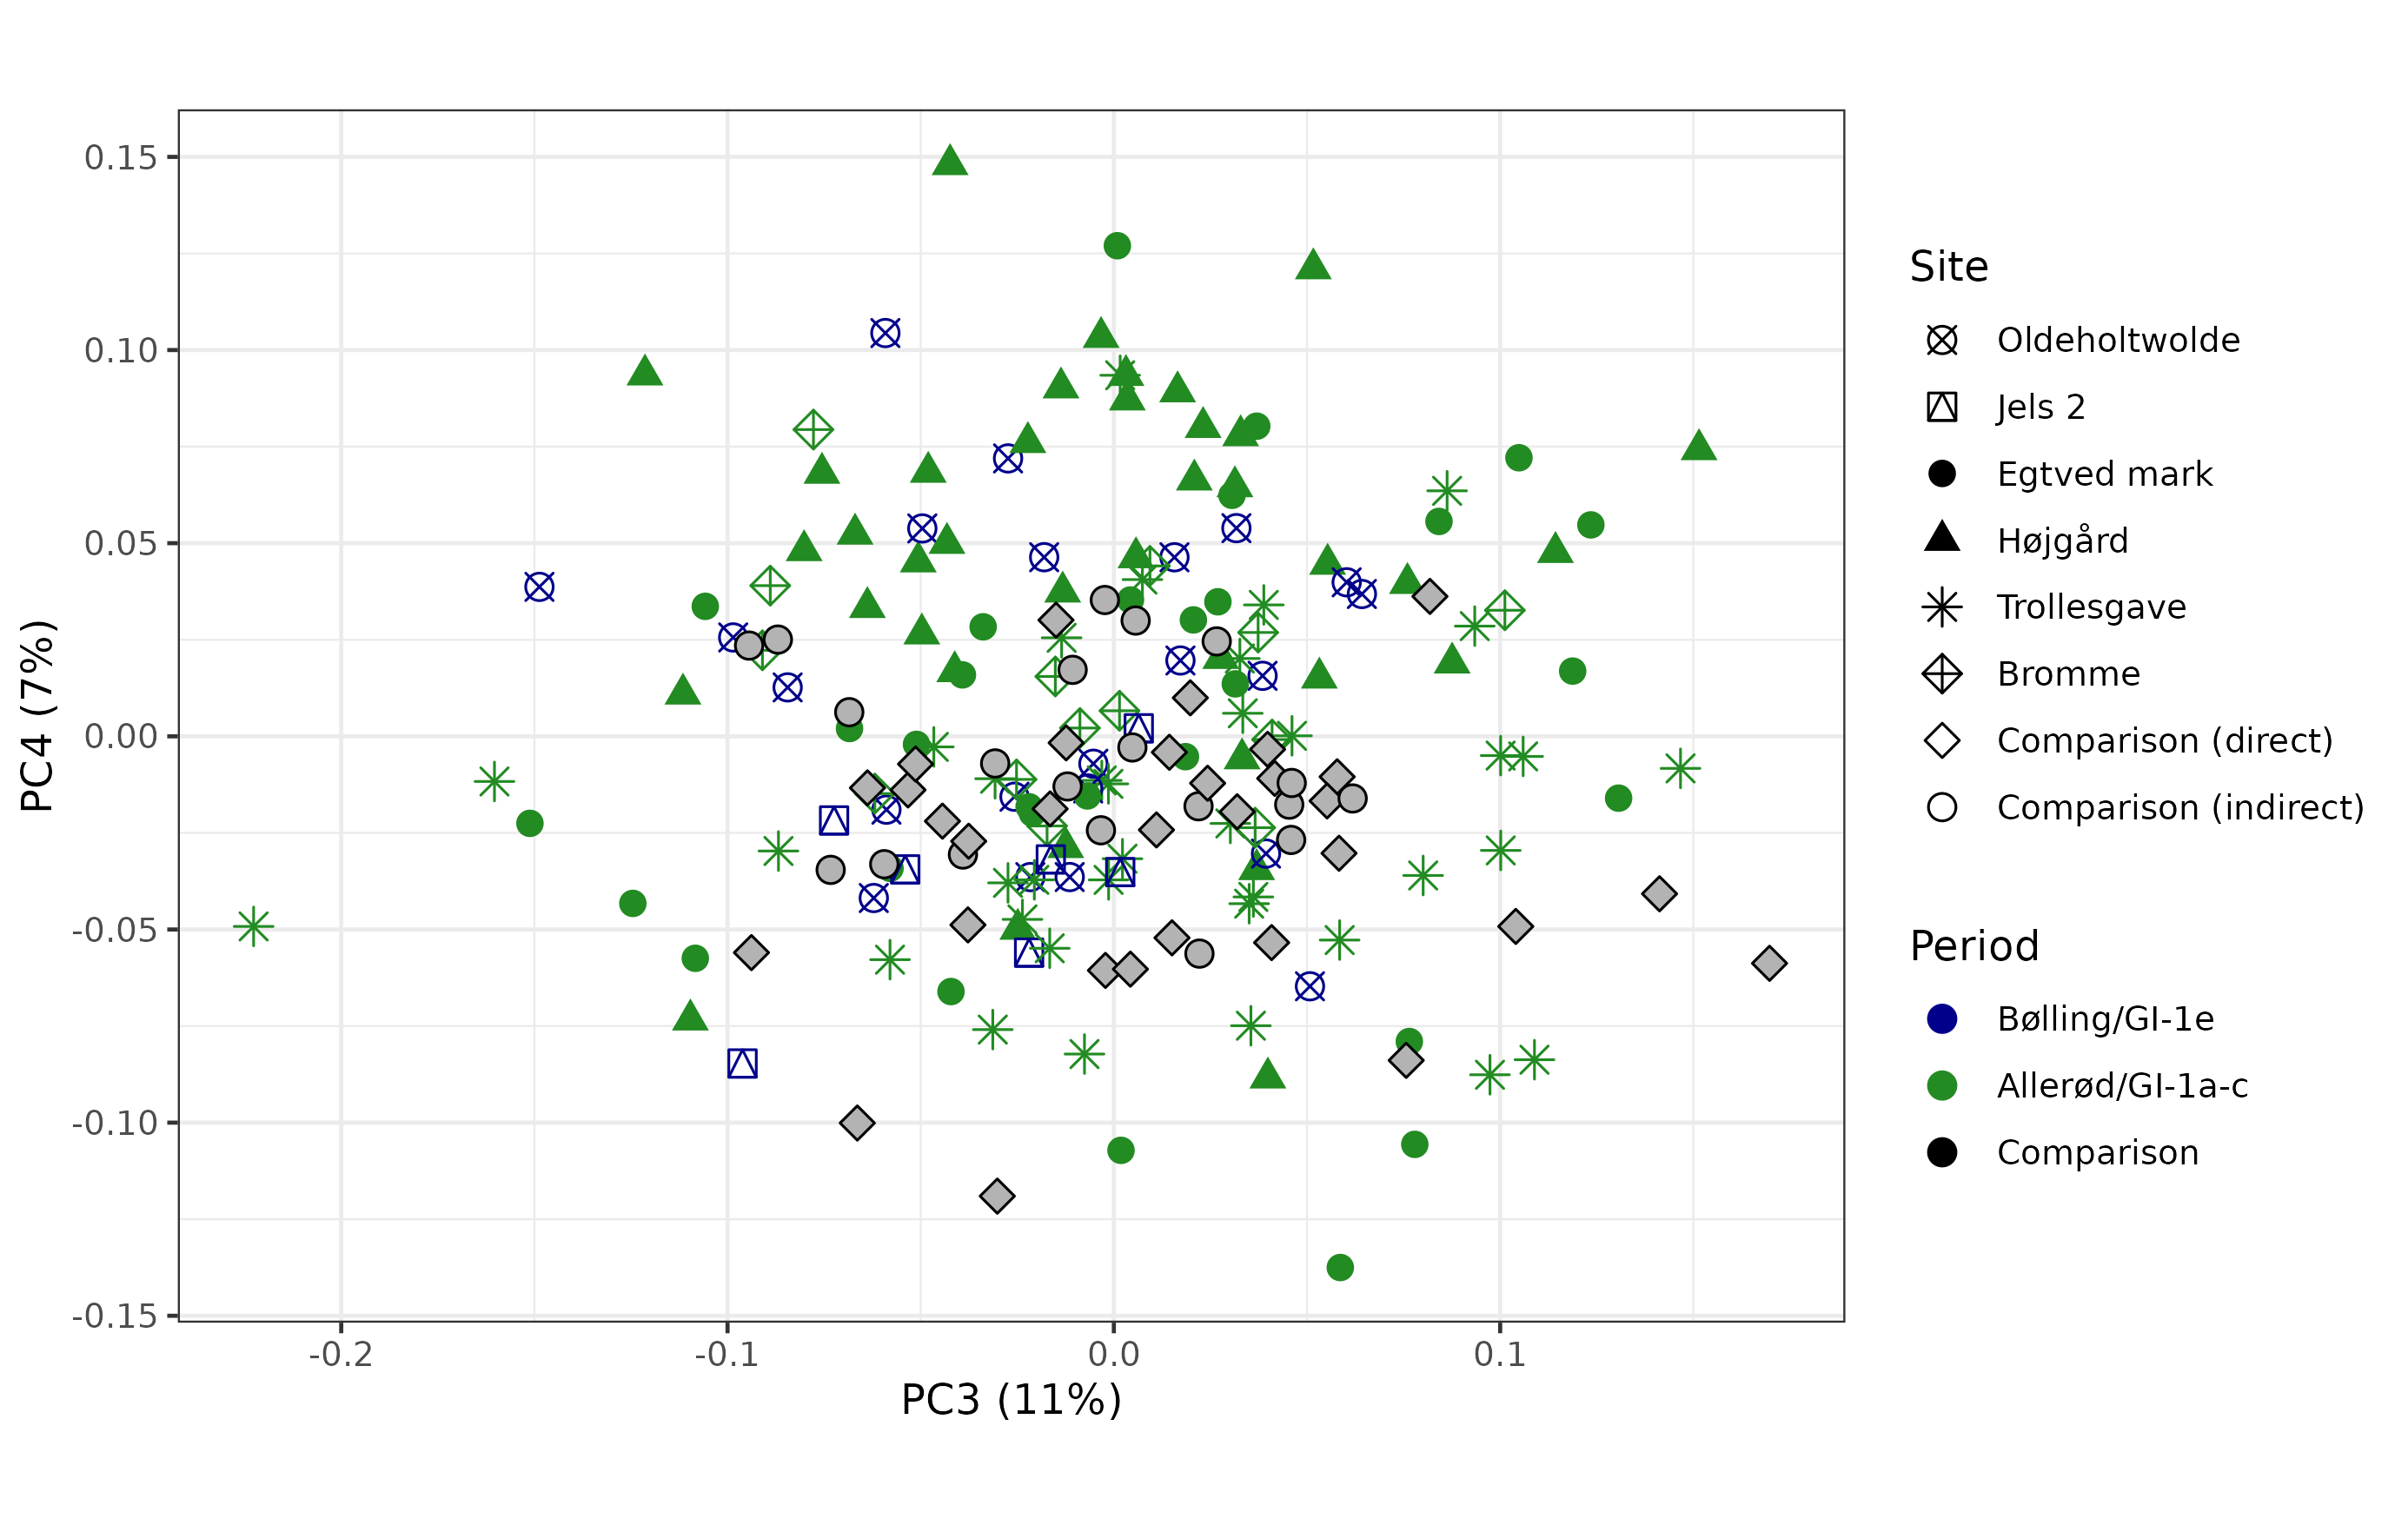 0.15
0.10
0.05
0.00
-0.05
-0.10
-0.15
PC4 (7%)
-0.2
-0.1
0.0
0.1
PC3 (11%)
Site
Oldeholtwolde
Jels 2
Egtved mark
Højgård
Trollesgave
Bromme
Comparison (direct)
Comparison (indirect)
Period
Bølling/GI-1e
Allerød/GI-1a-c
Comparison